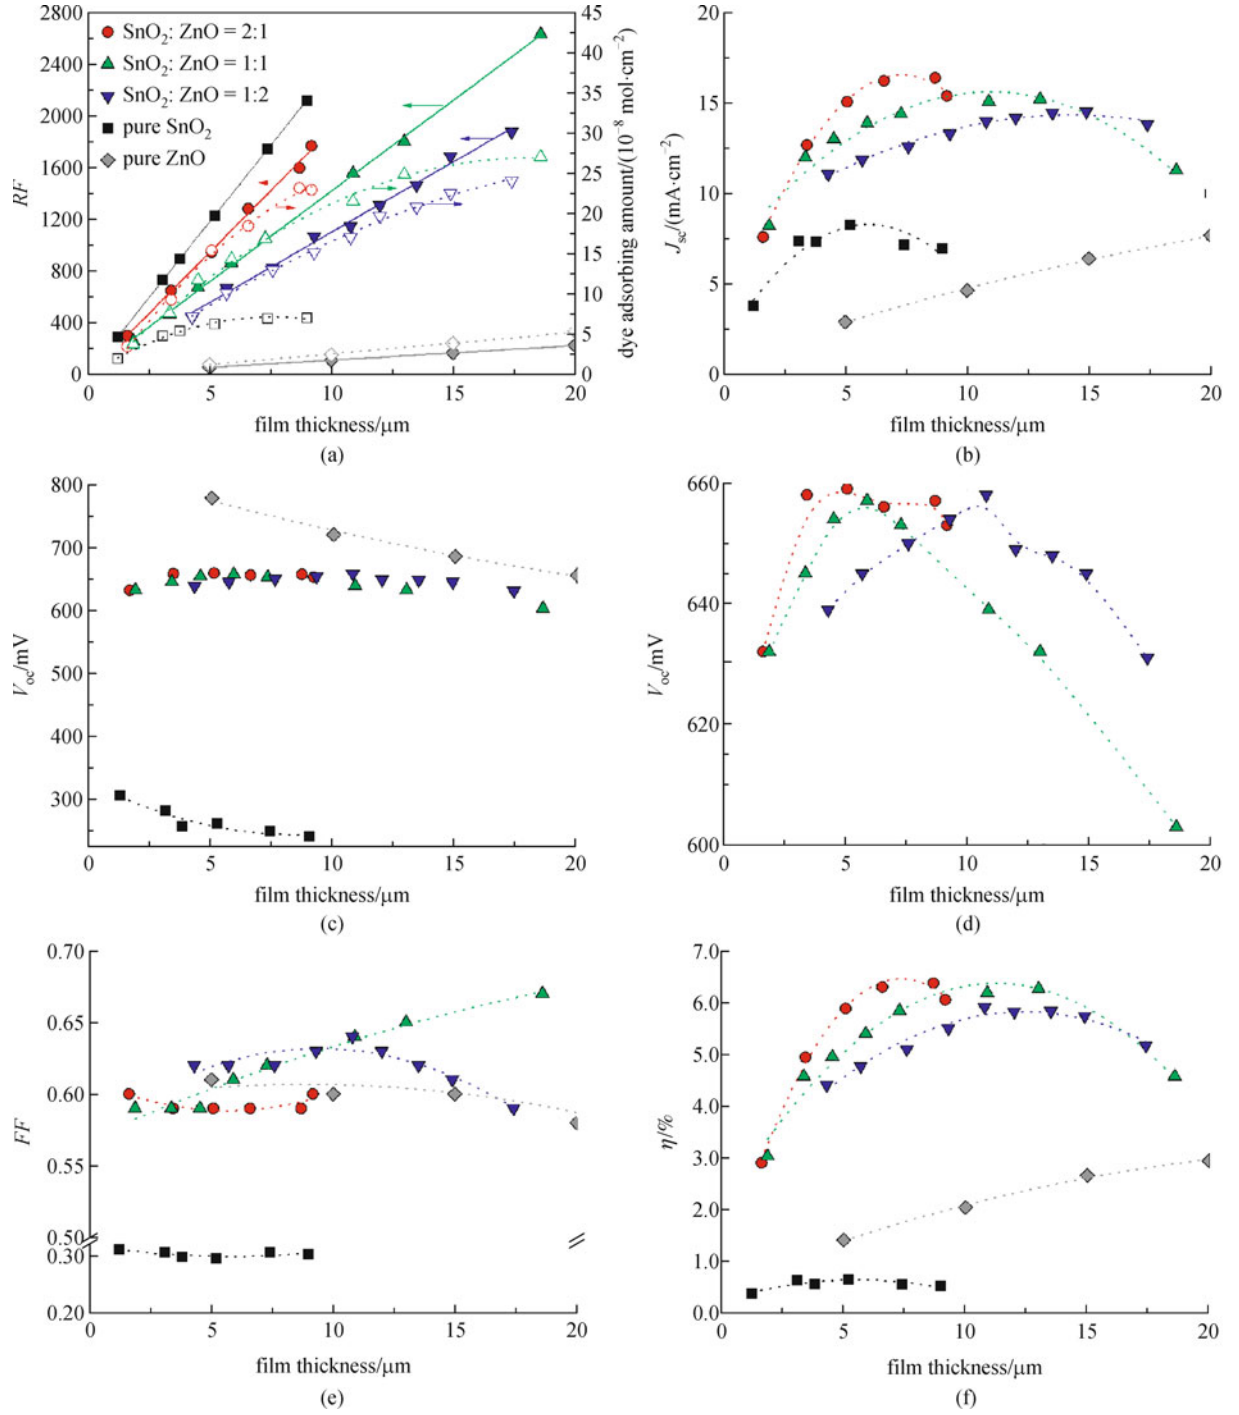 2800
2400
2000
1600
1200
800
400
0
RF
45
40
35
30
25
20
15
10
5
0
dye adsorbing amount/(10⁻⁸ mol·cm⁻²)
SnO₂: ZnO = 2:1
SnO₂: ZnO = 1:1
SnO₂: ZnO = 1:2
pure SnO₂
pure ZnO
0 5 10 15 20
film thickness/μm
(a)
20
15
10
5
0
J_sc/(mA·cm⁻²)
0 5 10 15 20
film thickness/μm
(b)
800
700
600
500
400
300
V_oc/mV
0 5 10 15 20
film thickness/μm
(c)
660
640
620
600
V_oc/mV
0 5 10 15 20
film thickness/μm
(d)
0.70
0.65
0.60
0.55
0.50
0.30
0.20
FF
0 5 10 15 20
film thickness/μm
(e)
7.0
6.0
5.0
4.0
3.0
2.0
1.0
0.0
η/%
0 5 10 15 20
film thickness/μm
(f)